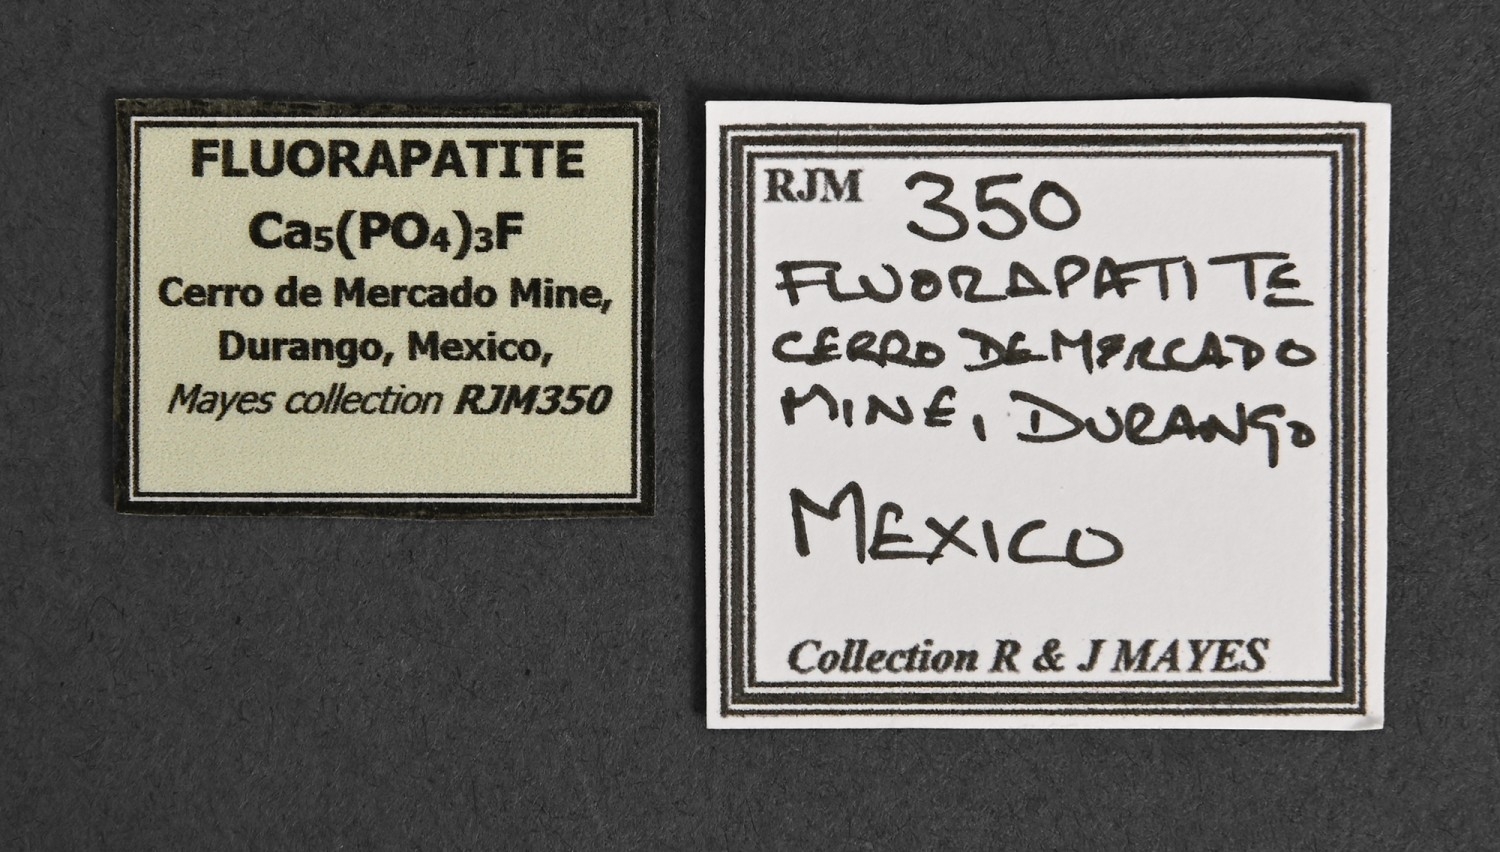 FLUORAPATITE
Ca₅(PO₄)₃F
Cerro de Mercado Mine,
Durango, Mexico,
Mayes collection RJM350
RJM 350
FLUORAPATITE
CERRO DE MERCADO
MINE, DURANGO
MEXICO
Collection R & J MAYES